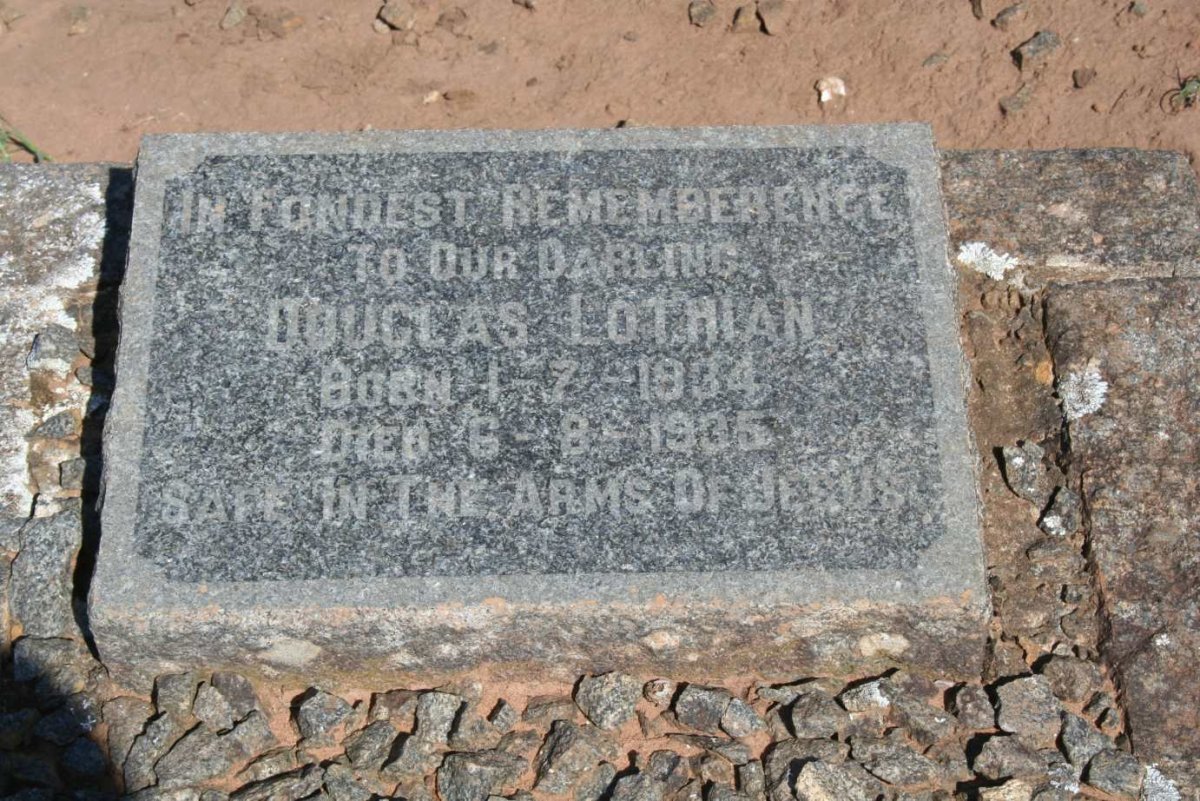 In Fondest Rememberence
To Our Darling
Douglas Lothian
Born 1-7-1934
Died 6-8-1935
Safe In The Arms Of Jesus